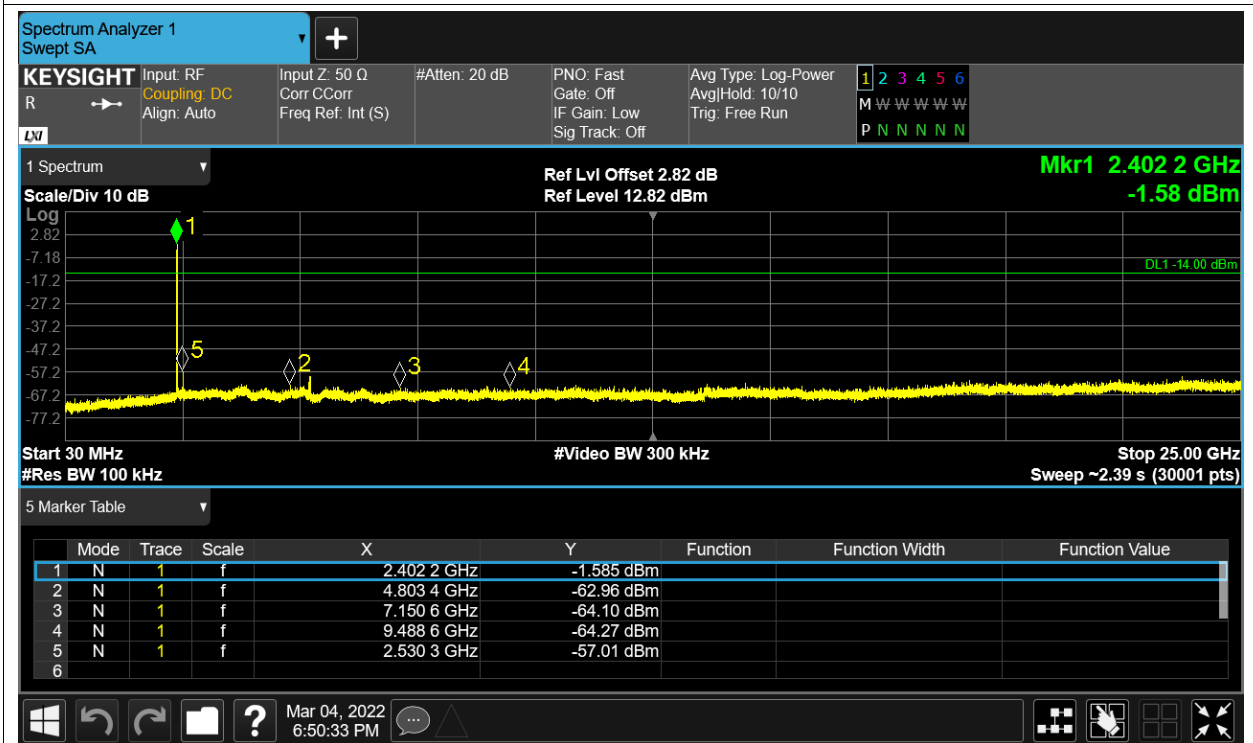 Spectrum Analyzer 1
Swept SA
KEYSIGHT
R
LXI
Input: RF
Coupling: DC
Align: Auto
Input Z: 50 Ω
Corr CCorr
Freq Ref: Int (S)
#Atten: 20 dB
PNO: Fast
Gate: Off
IF Gain: Low
Sig Track: Off
Avg Type: Log-Power
Avg|Hold: 10/10
Trig: Free Run
1 2 3 4 5 6
M W W W W W
P N N N N N
1 Spectrum
Scale/Div 10 dB
Ref Lvl Offset 2.82 dB
Ref Level 12.82 dBm
Mkr1 2.402 2 GHz
-1.58 dBm
Log
2.82
-7.18
-17.2
-27.2
-37.2
-47.2
-57.2
-67.2
-77.2
1
5
2
3
4
DL1 -14.00 dBm
Start 30 MHz
#Video BW 300 kHz
Stop 25.00 GHz
#Res BW 100 kHz
Sweep ~2.39 s (30001 pts)
5 Marker Table
Mode Trace Scale X Y Function Function Width Function Value
1 N 1 f 2.402 2 GHz -1.585 dBm
2 N 1 f 4.803 4 GHz -62.96 dBm
3 N 1 f 7.150 6 GHz -64.10 dBm
4 N 1 f 9.488 6 GHz -64.27 dBm
5 N 1 f 2.530 3 GHz -57.01 dBm
6
?
Mar 04, 2022
6:50:33 PM